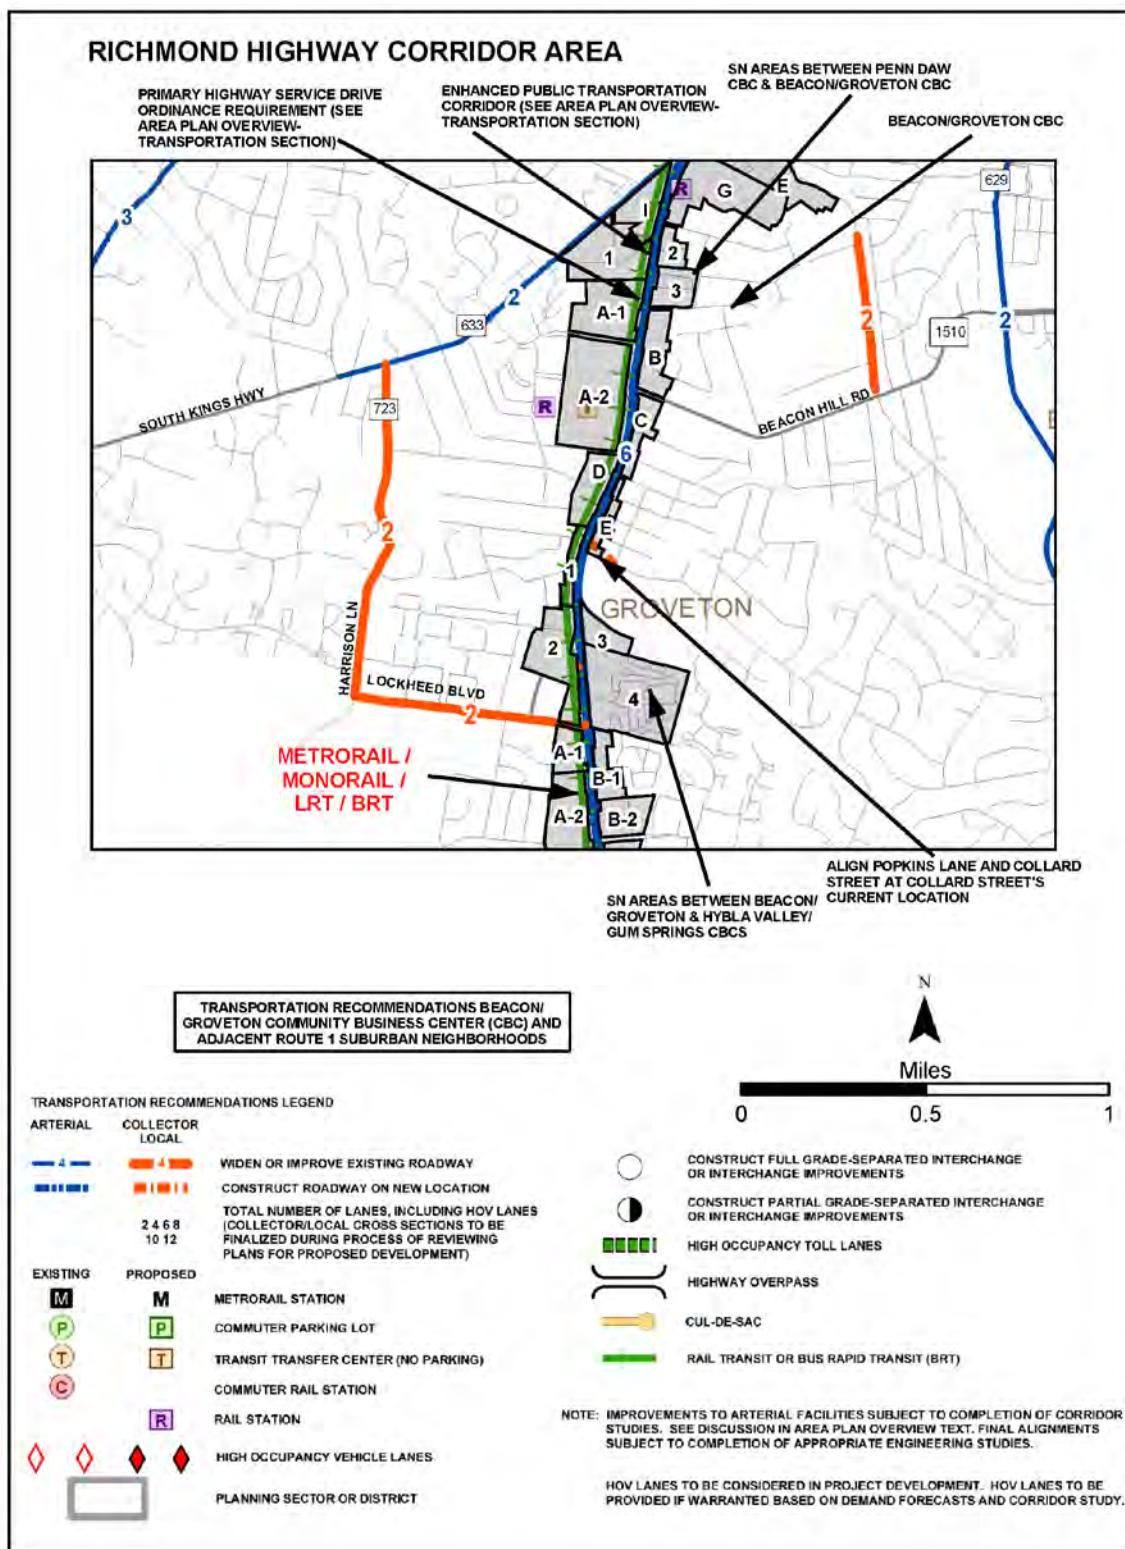 RICHMOND HIGHWAY CORRIDOR AREA
PRIMARY HIGHWAY SERVICE DRIVE
ORDINANCE REQUIREMENT (SEE
AREA PLAN OVERVIEW-
TRANSPORTATION SECTION)
ENHANCED PUBLIC TRANSPORTATION
CORRIDOR (SEE AREA PLAN OVERVIEW-
TRANSPORTATION SECTION)
SN AREAS BETWEEN PENN DAW
CBC & BEACON/GROVETON CBC
BEACON/GROVETON CBC
R
G
E
629
3
I
1
2
2
3
A-1
633
2
2
1510
B
A-2
R
C
SOUTH KINGS HWY
723
BEACON HILL RD
6
D
E
2
1
GROVETON
2
3
HARRISON LN
LOCKHEED BLVD
2
4
METRORAIL /
MONORAIL /
LRT / BRT
A-1
B-1
A-2
B-2
ALIGN POPKINS LANE AND COLLARD
STREET AT COLLARD STREET'S
CURRENT LOCATION
SN AREAS BETWEEN BEACON/
GROVETON & HYBLA VALLEY/
GUM SPRINGS CBCS
TRANSPORTATION RECOMMENDATIONS BEACON/
GROVETON COMMUNITY BUSINESS CENTER (CBC) AND
ADJACENT ROUTE 1 SUBURBAN NEIGHBORHOODS
N
Miles
0 0.5 1
TRANSPORTATION RECOMMENDATIONS LEGEND
ARTERIAL
COLLECTOR
LOCAL
4 4 WIDEN OR IMPROVE EXISTING ROADWAY
CONSTRUCT ROADWAY ON NEW LOCATION
2 4 6 8
10 12
TOTAL NUMBER OF LANES, INCLUDING HOV LANES
(COLLECTOR/LOCAL CROSS SECTIONS TO BE
FINALIZED DURING PROCESS OF REVIEWING
PLANS FOR PROPOSED DEVELOPMENT)
EXISTING PROPOSED
M M METRORAIL STATION
P P COMMUTER PARKING LOT
T T TRANSIT TRANSFER CENTER (NO PARKING)
C COMMUTER RAIL STATION
R RAIL STATION
HIGH OCCUPANCY VEHICLE LANES
PLANNING SECTOR OR DISTRICT
CONSTRUCT FULL GRADE-SEPARATED INTERCHANGE
OR INTERCHANGE IMPROVEMENTS
CONSTRUCT PARTIAL GRADE-SEPARATED INTERCHANGE
OR INTERCHANGE IMPROVEMENTS
HIGH OCCUPANCY TOLL LANES
HIGHWAY OVERPASS
CUL-DE-SAC
RAIL TRANSIT OR BUS RAPID TRANSIT (BRT)
NOTE: IMPROVEMENTS TO ARTERIAL FACILITIES SUBJECT TO COMPLETION OF CORRIDOR
STUDIES. SEE DISCUSSION IN AREA PLAN OVERVIEW TEXT. FINAL ALIGNMENTS
SUBJECT TO COMPLETION OF APPROPRIATE ENGINEERING STUDIES.
HOV LANES TO BE CONSIDERED IN PROJECT DEVELOPMENT. HOV LANES TO BE
PROVIDED IF WARRANTED BASED ON DEMAND FORECASTS AND CORRIDOR STUDY.